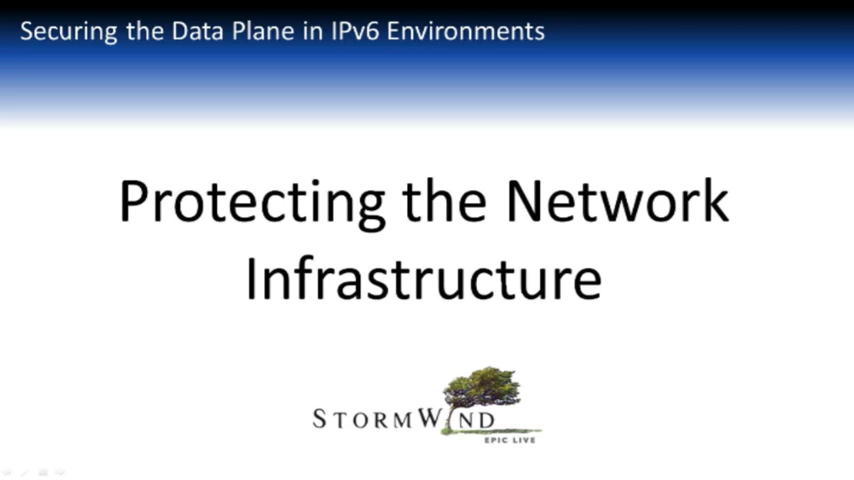 Securing the Data Plane in IPv6 Environments
Protecting the Network
Infrastructure
STORMWIND
EPIC LIVE